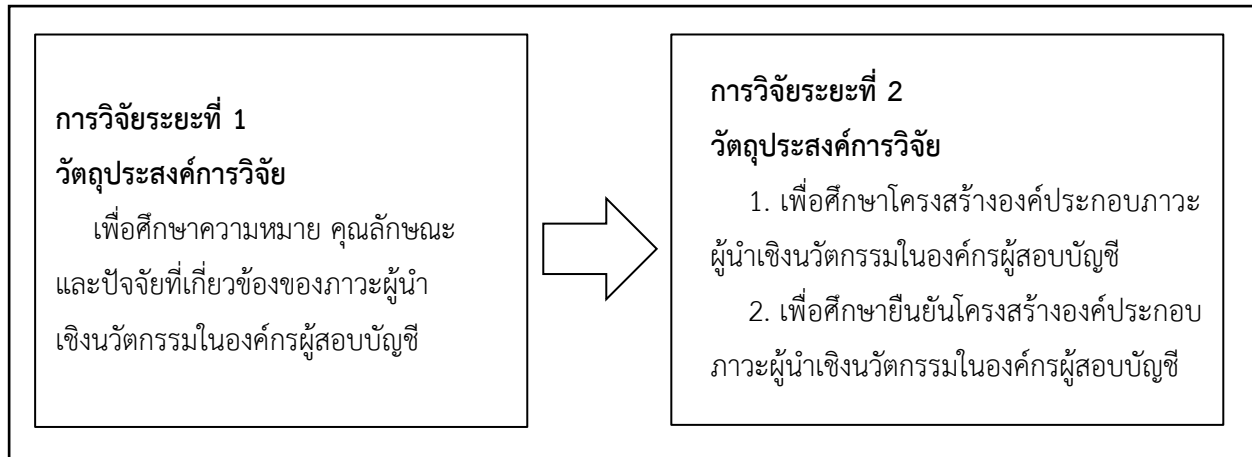 การวิจัยระยะที่ 1
วัตถุประสงค์การวิจัย
เพื่อศึกษาความหมาย คุณลักษณะ
และปัจจัยที่เกี่ยวข้องของภาวะผู้นำ
เชิงนวัตกรรมในองค์กรผู้สอบบัญชี
การวิจัยระยะที่ 2
วัตถุประสงค์การวิจัย
1. เพื่อศึกษาโครงสร้างองค์ประกอบภาวะ
ผู้นำเชิงนวัตกรรมในองค์กรผู้สอบบัญชี
2. เพื่อศึกษายืนยันโครงสร้างองค์ประกอบ
ภาวะผู้นำเชิงนวัตกรรมในองค์กรผู้สอบบัญชี